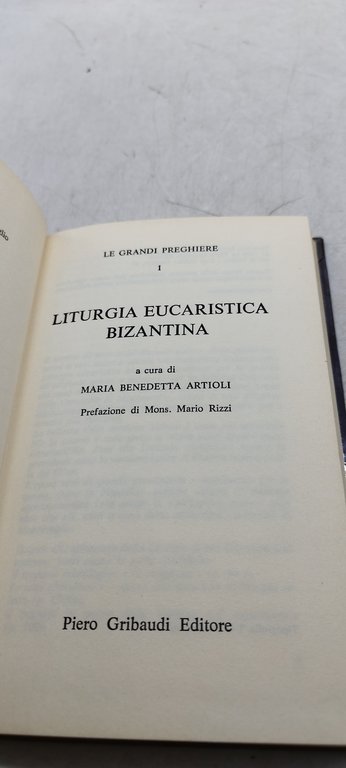 LE GRANDI PREGHIERE
1
LITURGIA EUCARISTICA
BIZANTINA
a cura di
MARIA BENEDETTA ARTIOLI
Prefazione di Mons. Mario Rizzi
Piero Gribaudi Editore